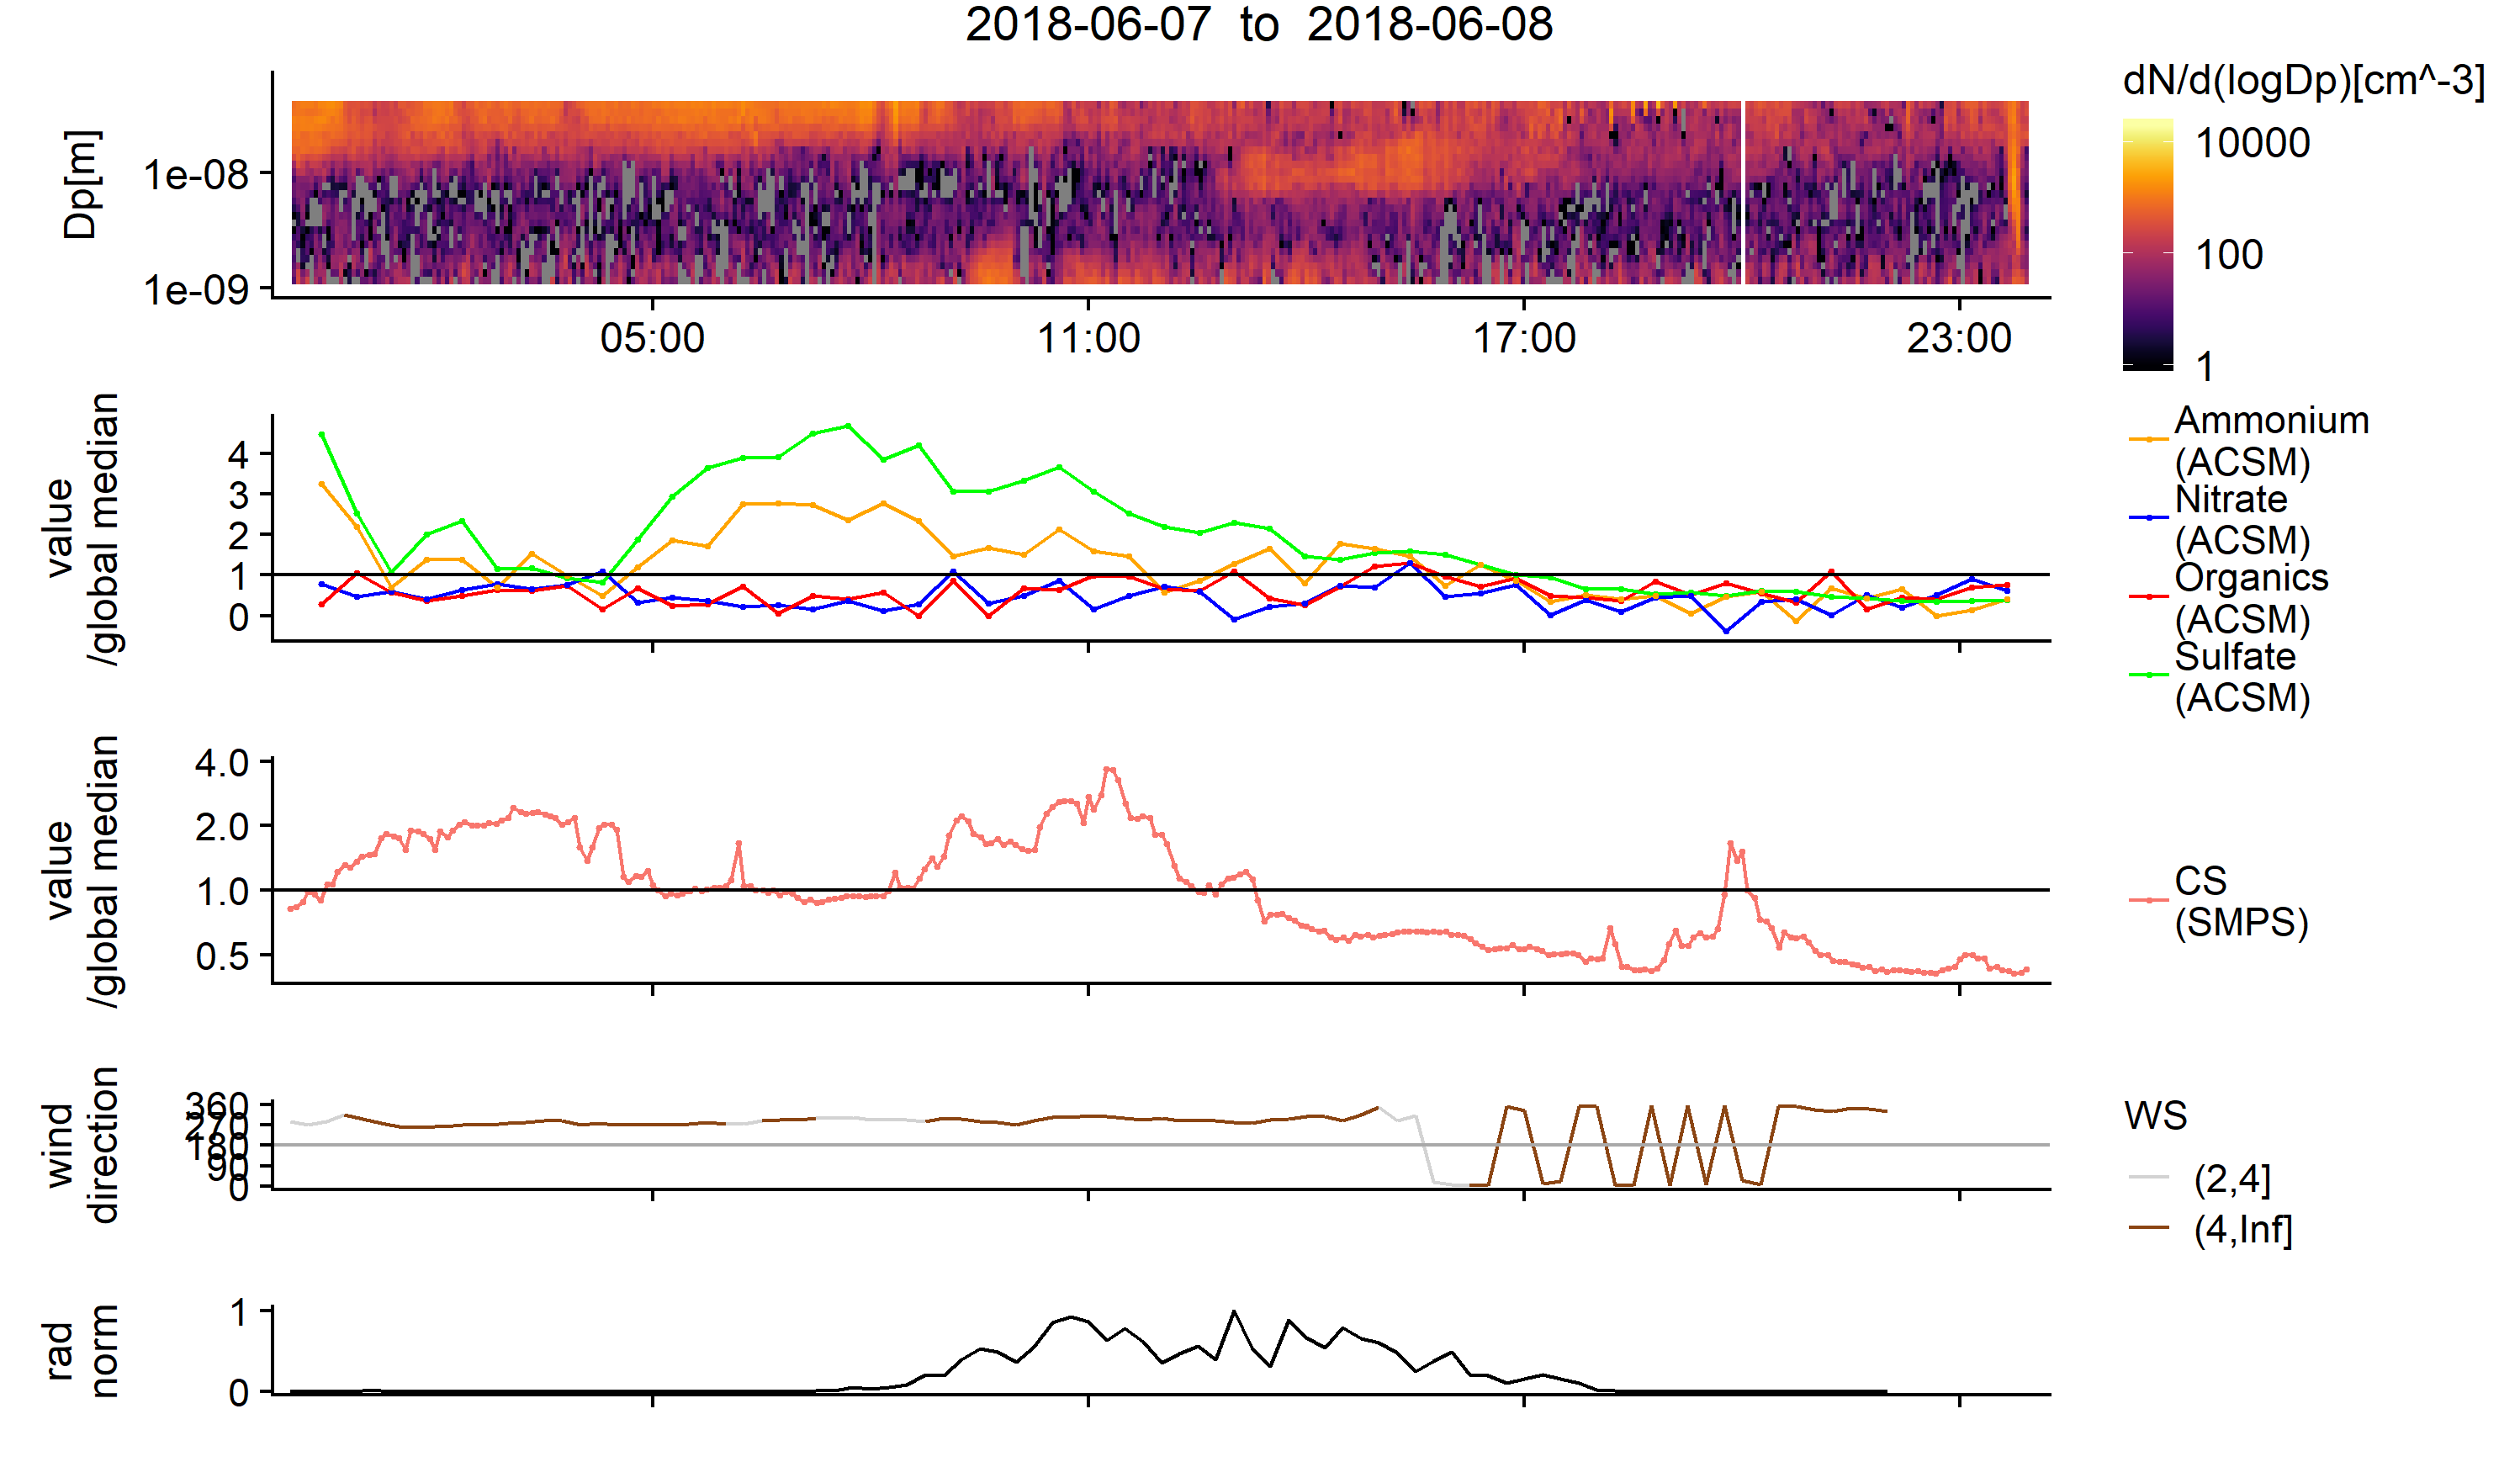 2018-06-07 to 2018-06-08
Dp[m]
1e-08
1e-09
05:00
11:00
17:00
23:00
dN/d(logDp)[cm^-3]
10000
100
1
value
/global median
4
3
2
1
0
Ammonium
(ACSM)
Nitrate
(ACSM)
Organics
(ACSM)
Sulfate
(ACSM)
value
/global median
4.0
2.0
1.0
0.5
CS
(SMPS)
wind
direction
360
270
180
90
0
WS
(2,4]
(4,Inf]
rad
norm
1
0